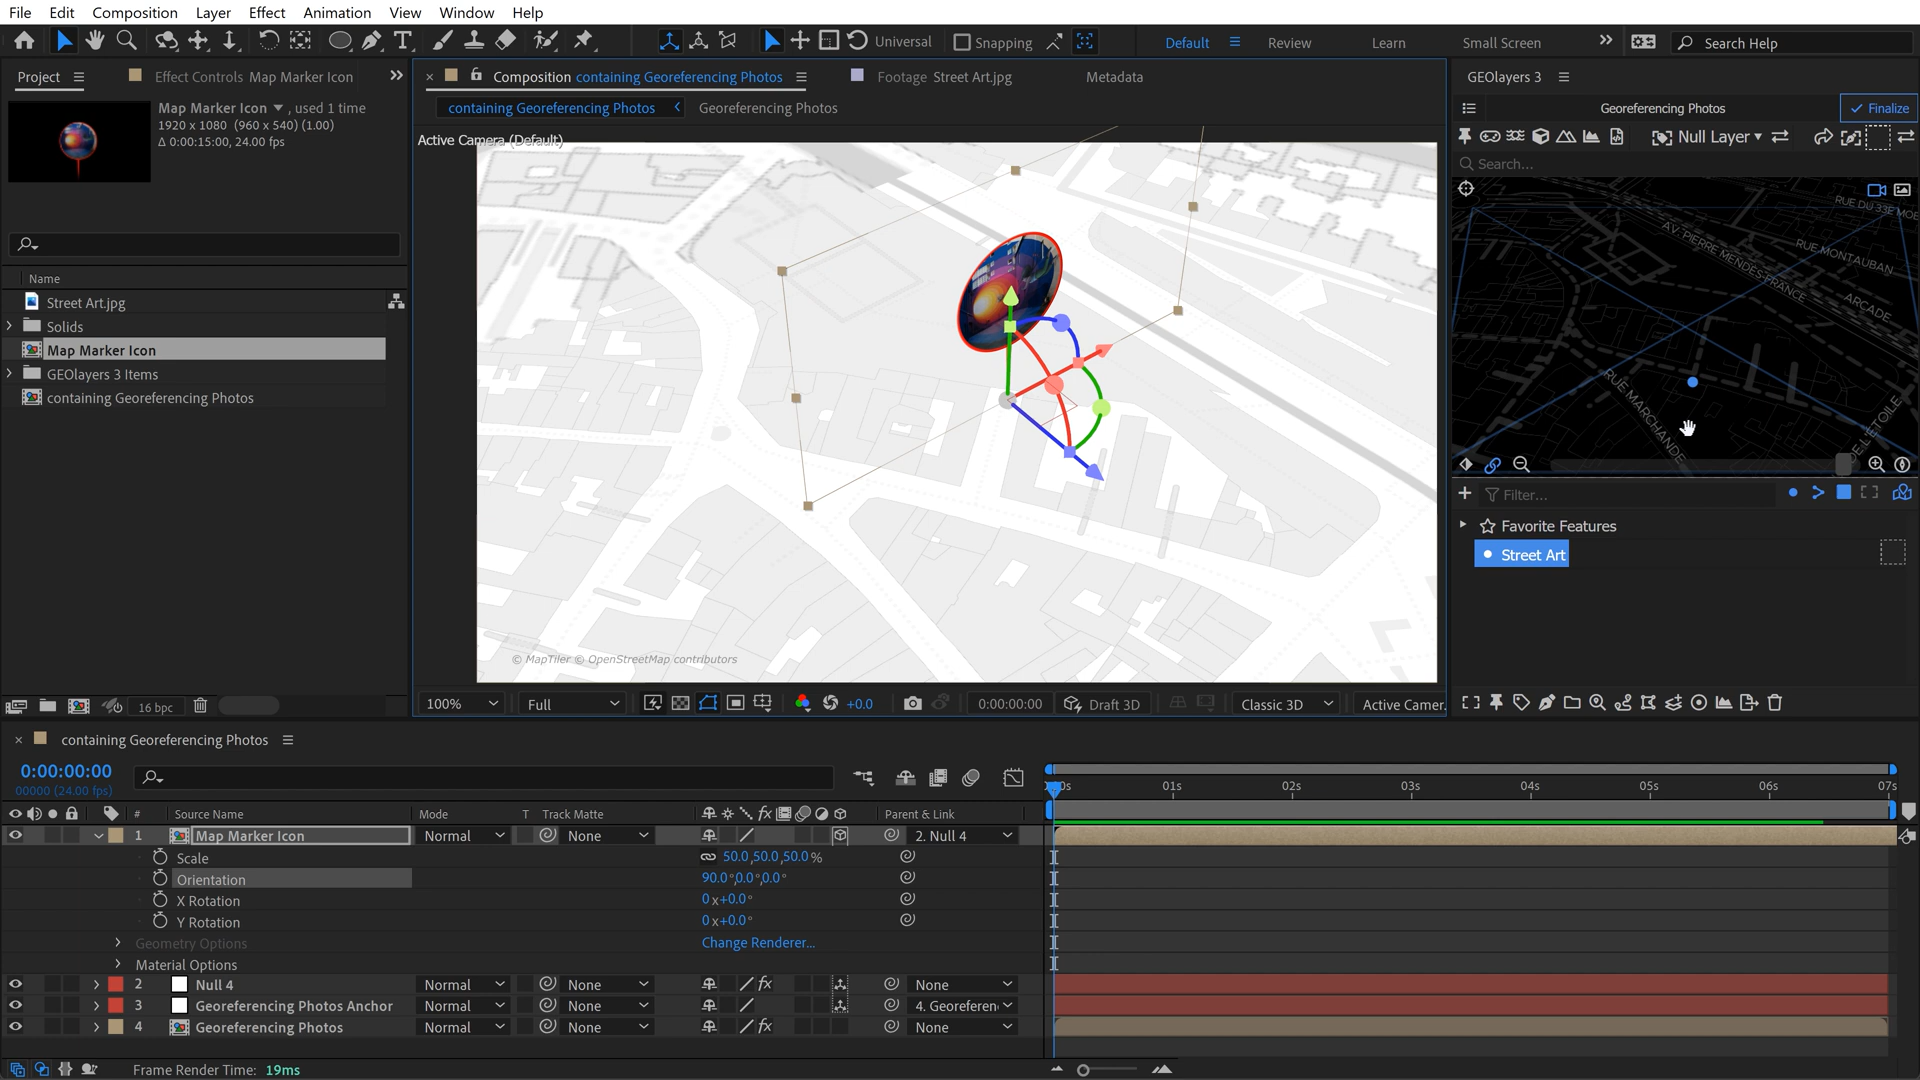 File Edit Composition Layer Effect Animation View Window Help
Universal Snapping Default Review Learn Small Screen Search Help
Project Effect Controls Map Marker Icon
Composition containing Georeferencing Photos Footage Street Art.jpg Metadata
GEOlayers 3
Map Marker Icon , used 1 time
1920 x 1080 (960 x 540) (1.00)
Δ 0:00:15:00, 24.00 fps
containing Georeferencing Photos Georeferencing Photos
Georeferencing Photos Finalize
Active Camera (Default)
Null Layer
Search...
RUE DU 33E MOB
AV. PIERRE MENDES-FRANCE
RUE MONTAUBAN
ARCADE
RUE MARCHANDE
DE L'ETOILE
Name
Street Art.jpg
Solids
Map Marker Icon
GEOlayers 3 Items
containing Georeferencing Photos
Filter...
Favorite Features
Street Art
© MapTiler © OpenStreetMap contributors
16 bpc
100% Full +0.0 0:00:00:00 Draft 3D Classic 3D Active Camer
containing Georeferencing Photos
0:00:00:00
00000 (24.00 fps)
01s 02s 03s 04s 05s 06s 07s
# Source Name Mode T Track Matte Parent & Link
1 Map Marker Icon Normal None 2. Null 4
Scale 50.0,50.0,50.0%
Orientation 90.0°,0.0°,0.0°
X Rotation 0x+0.0°
Y Rotation 0x+0.0°
Geometry Options Change Renderer...
Material Options
2 Null 4 Normal None None
3 Georeferencing Photos Anchor Normal None 4. Georeferen
4 Georeferencing Photos Normal None None
Frame Render Time: 19ms